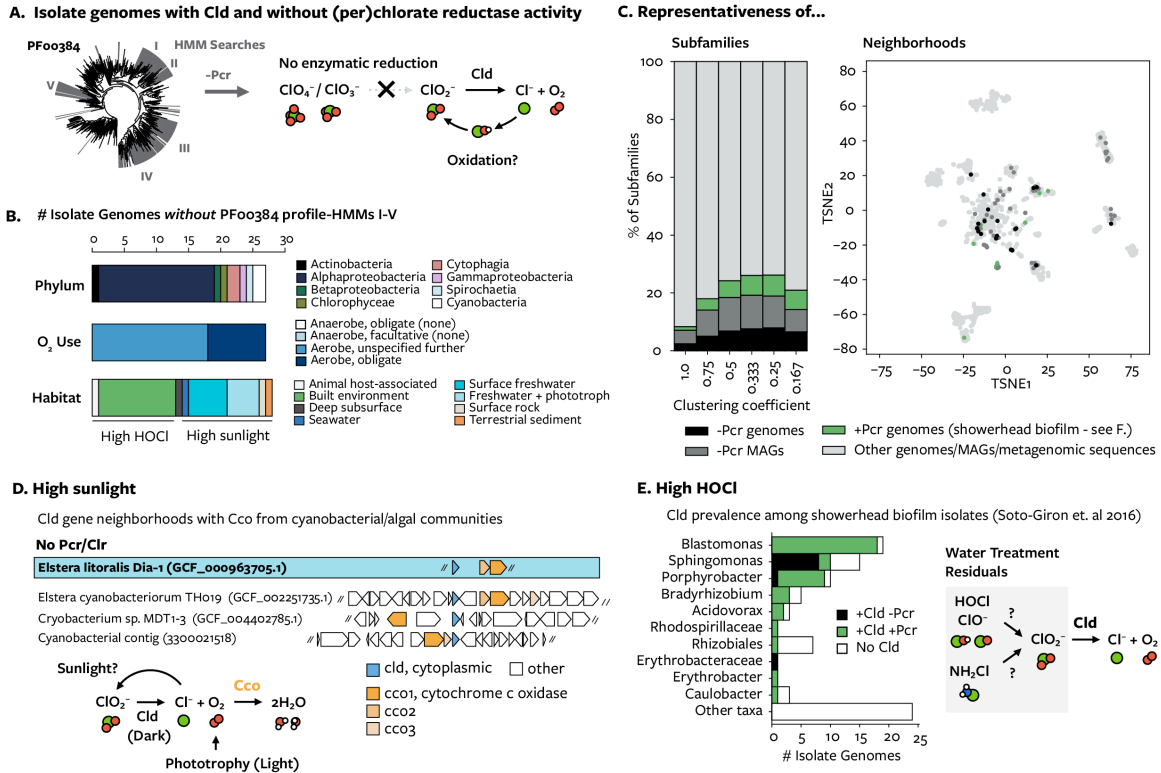 A. Isolate genomes with Cld and without (per)chlorate reductase activity
PF00384
I
HMM Searches
II
V
III
IV
-Pcr
No enzymatic reduction
ClO₄⁻/ ClO₃⁻
ClO₂⁻
Cld
Cl⁻ + O₂
Oxidation?
B. # Isolate Genomes without PF00384 profile-HMMs I-V
0 5 10 15 20 25 30
Phylum
Actinobacteria
Alphaproteobacteria
Betaproteobacteria
Chlorophyceae
Cytophagia
Gammaproteobacteria
Spirochaetia
Cyanobacteria
O₂ Use
Anaerobe, obligate (none)
Anaerobe, facultative (none)
Aerobe, unspecified further
Aerobe, obligate
Habitat
Animal host-associated
Built environment
Deep subsurface
Seawater
Surface freshwater
Freshwater + phototroph
Surface rock
Terrestrial sediment
High HOCl
High sunlight
C. Representativeness of...
Subfamilies
% of Subfamilies
100
80
60
40
20
0
1.0 0.75 0.5 0.333 0.25 0.167
Clustering coefficient
Neighborhoods
TSNE2
80
60
40
20
0
−20
−40
−60
−80
−75 −50 −25 0 25 50 75
TSNE1
-Pcr genomes
-Pcr MAGs
+Pcr genomes (showerhead biofilm - see F.)
Other genomes/MAGs/metagenomic sequences
D. High sunlight
Cld gene neighborhoods with Cco from cyanobacterial/algal communities
No Pcr/Clr
Elstera litoralis Dia-1 (GCF_000963705.1)
Elstera cyanobacteriorum TH019 (GCF_002251735.1)
Cryobacterium sp. MDT1-3 (GCF_004402785.1)
Cyanobacterial contig (3300021518)
Sunlight?
ClO₂⁻
Cld
(Dark)
Cl⁻ + O₂
Cco
2H₂O
Phototrophy (Light)
cld, cytoplasmic
other
cco1, cytochrome c oxidase
cco2
cco3
E. High HOCl
Cld prevalence among showerhead biofilm isolates (Soto-Giron et. al 2016)
Blastomonas
Sphingomonas
Porphyrobacter
Bradyrhizobium
Acidovorax
Rhodospirillaceae
Rhizobiales
Erythrobacteraceae
Erythrobacter
Caulobacter
Other taxa
0 5 10 15 20 25
# Isolate Genomes
+Cld -Pcr
+Cld +Pcr
No Cld
Water Treatment
Residuals
HOCl
ClO⁻
?
NH₂Cl
?
ClO₂⁻
Cld
Cl⁻ + O₂